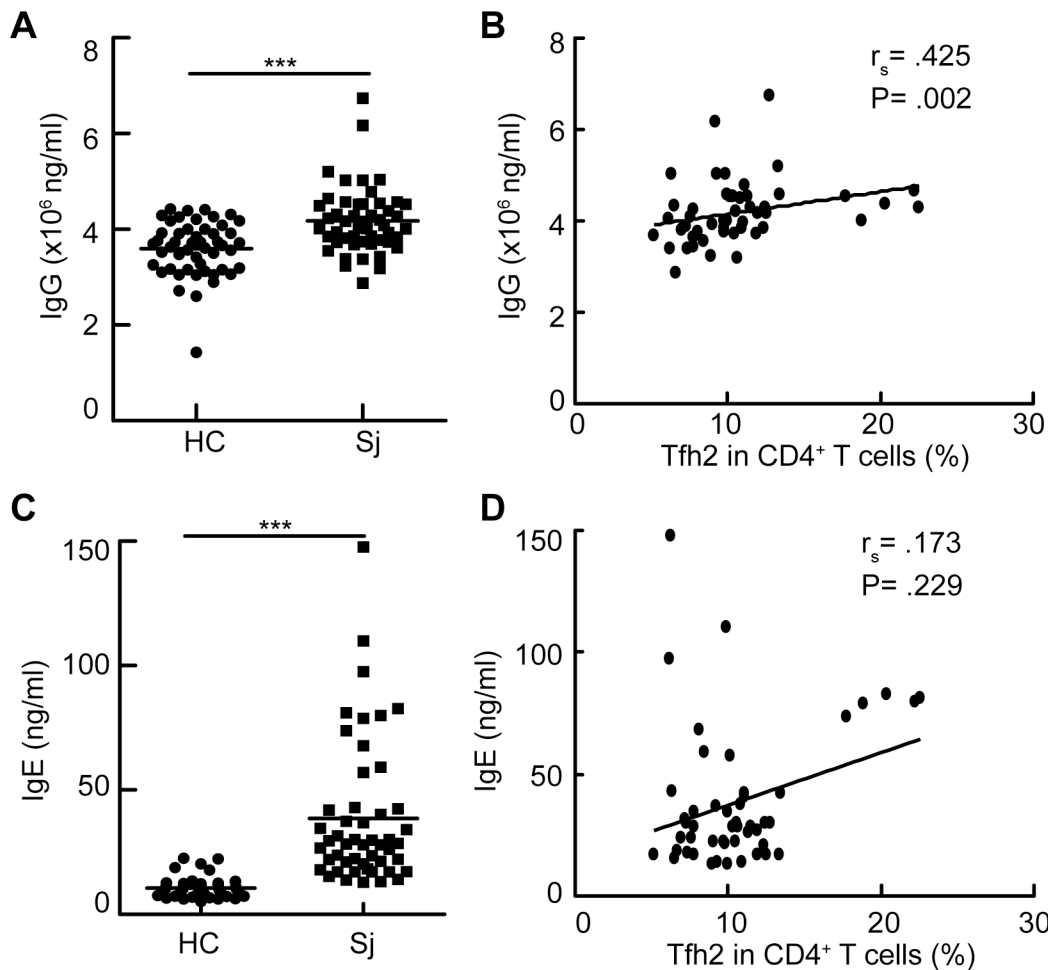 A
***
8
6
4
2
0
IgG (x10⁶ ng/ml)
HC Sj
B
rₛ= .425
P= .002
8
6
4
2
0
IgG (x10⁶ ng/ml)
0 10 20 30
Tfh2 in CD4⁺ T cells (%)
C
***
150
100
50
0
IgE (ng/ml)
HC Sj
D
rₛ= .173
P= .229
150
100
50
0
IgE (ng/ml)
0 10 20 30
Tfh2 in CD4⁺ T cells (%)